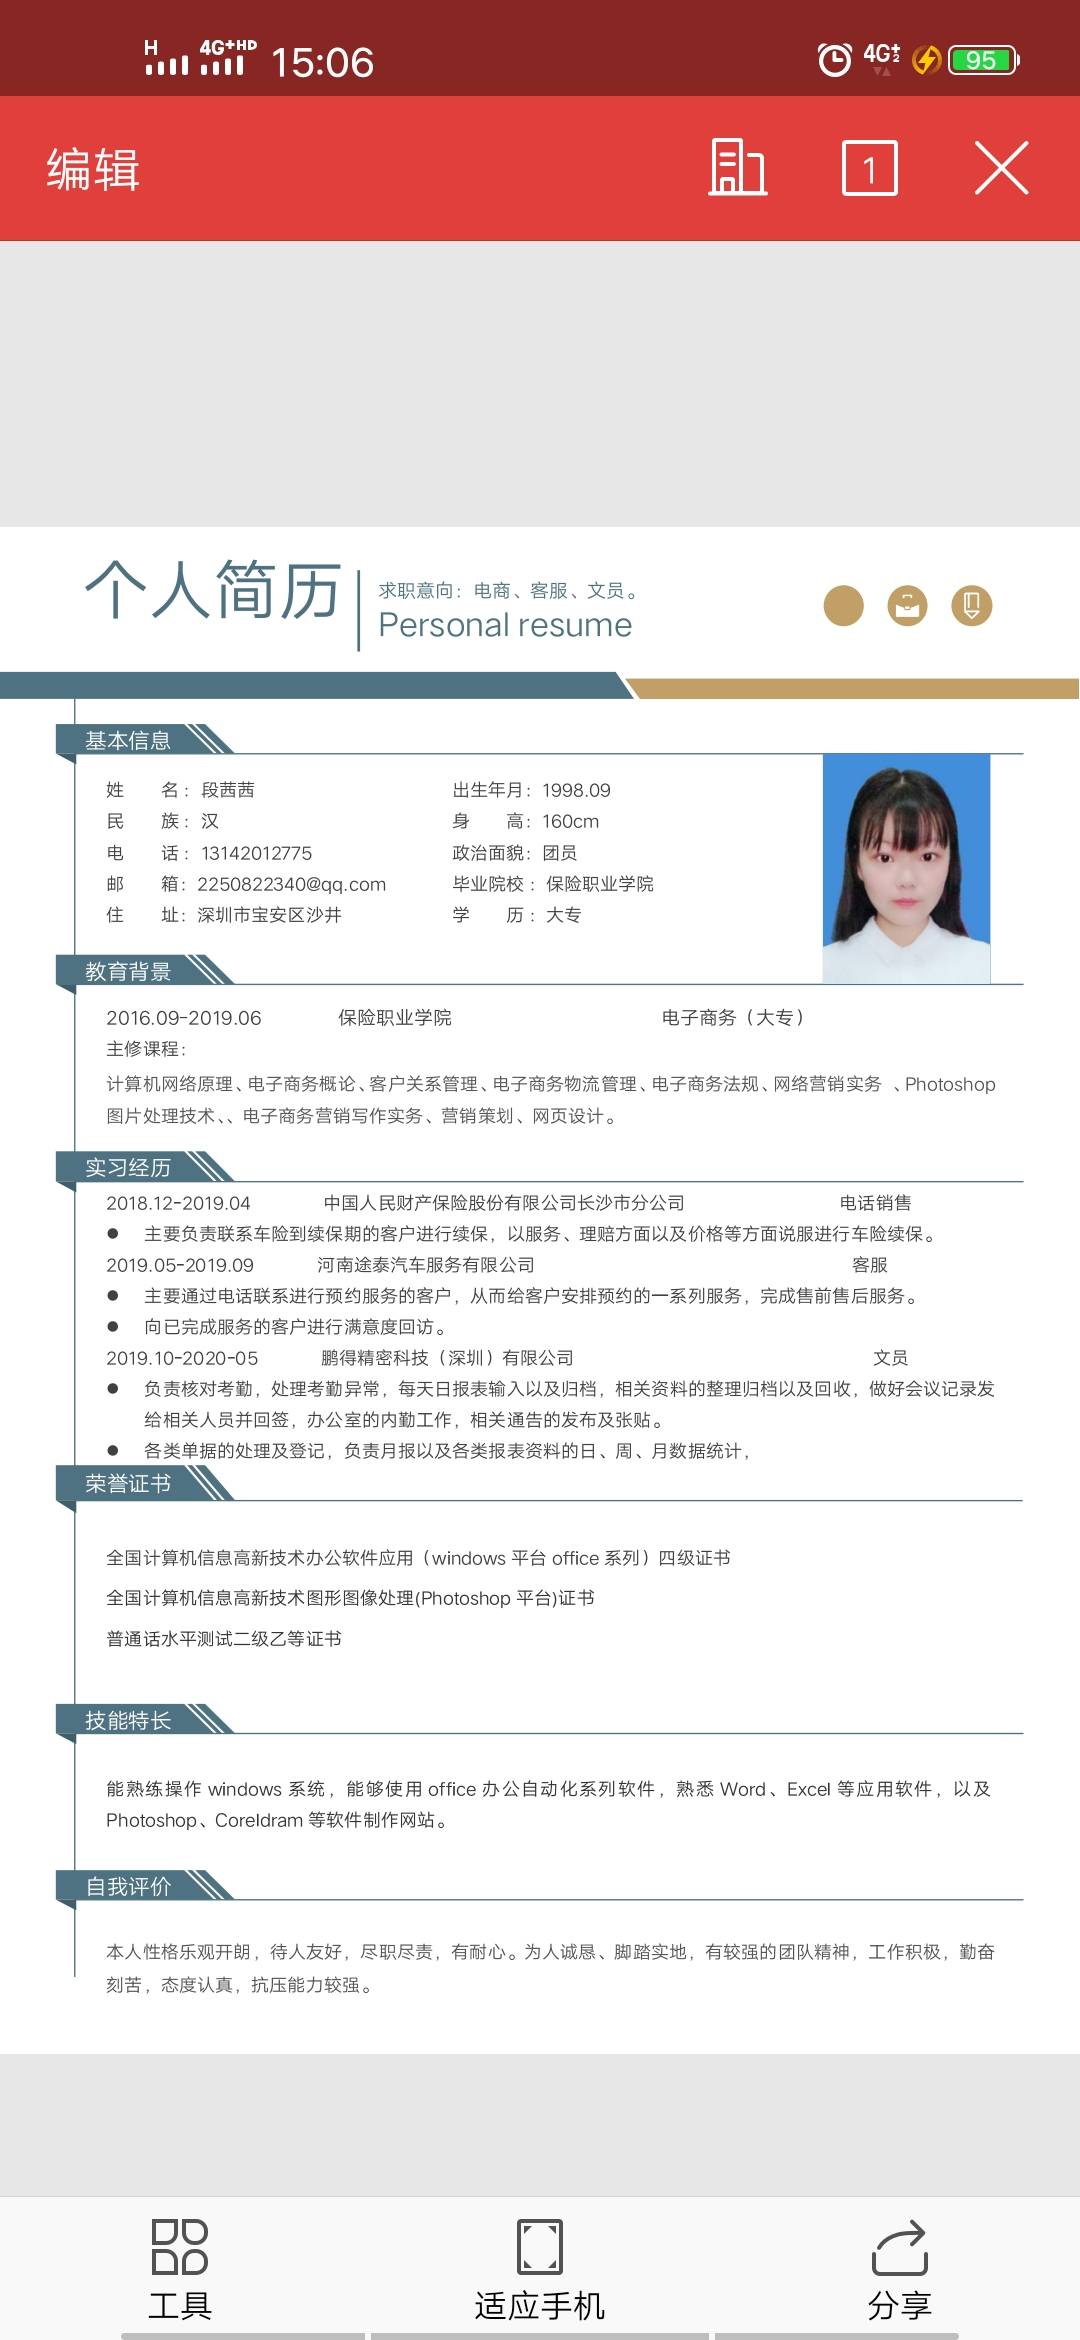 H 4G+HD 15:06 4G+2 95
编辑 1
个人简历
求职意向：电商、客服、文员。
Personal resume
基本信息
姓 名：段茜茜 出生年月：1998.09
民 族：汉 身 高：160cm
电 话：13142012775 政治面貌：团员
邮 箱：2250822340@qq.com 毕业院校：保险职业学院
住 址：深圳市宝安区沙井 学 历：大专
教育背景
2016.09-2019.06 保险职业学院 电子商务（大专）
主修课程：
计算机网络原理、电子商务概论、客户关系管理、电子商务物流管理、电子商务法规、网络营销实务 、Photoshop
图片处理技术、、电子商务营销写作实务、营销策划、网页设计。
实习经历
2018.12-2019.04 中国人民财产保险股份有限公司长沙市分公司 电话销售
● 主要负责联系车险到续保期的客户进行续保，以服务、理赔方面以及价格等方面说服进行车险续保。
2019.05-2019.09 河南途泰汽车服务有限公司 客服
● 主要通过电话联系进行预约服务的客户，从而给客户安排预约的一系列服务，完成售前售后服务。
● 向已完成服务的客户进行满意度回访。
2019.10-2020-05 鹏得精密科技（深圳）有限公司 文员
● 负责核对考勤，处理考勤异常，每天日报表输入以及归档，相关资料的整理归档以及回收，做好会议记录发
给相关人员并回签，办公室的内勤工作，相关通告的发布及张贴。
● 各类单据的处理及登记，负责月报以及各类报表资料的日、周、月数据统计，
荣誉证书
全国计算机信息高新技术办公软件应用（windows 平台 office 系列）四级证书
全国计算机信息高新技术图形图像处理(Photoshop 平台)证书
普通话水平测试二级乙等证书
技能特长
能熟练操作 windows 系统，能够使用 office 办公自动化系列软件，熟悉 Word、Excel 等应用软件，以及
Photoshop、Coreldram 等软件制作网站。
自我评价
本人性格乐观开朗，待人友好，尽职尽责，有耐心。为人诚恳、脚踏实地，有较强的团队精神，工作积极，勤奋
刻苦，态度认真，抗压能力较强。
工具 适应手机 分享